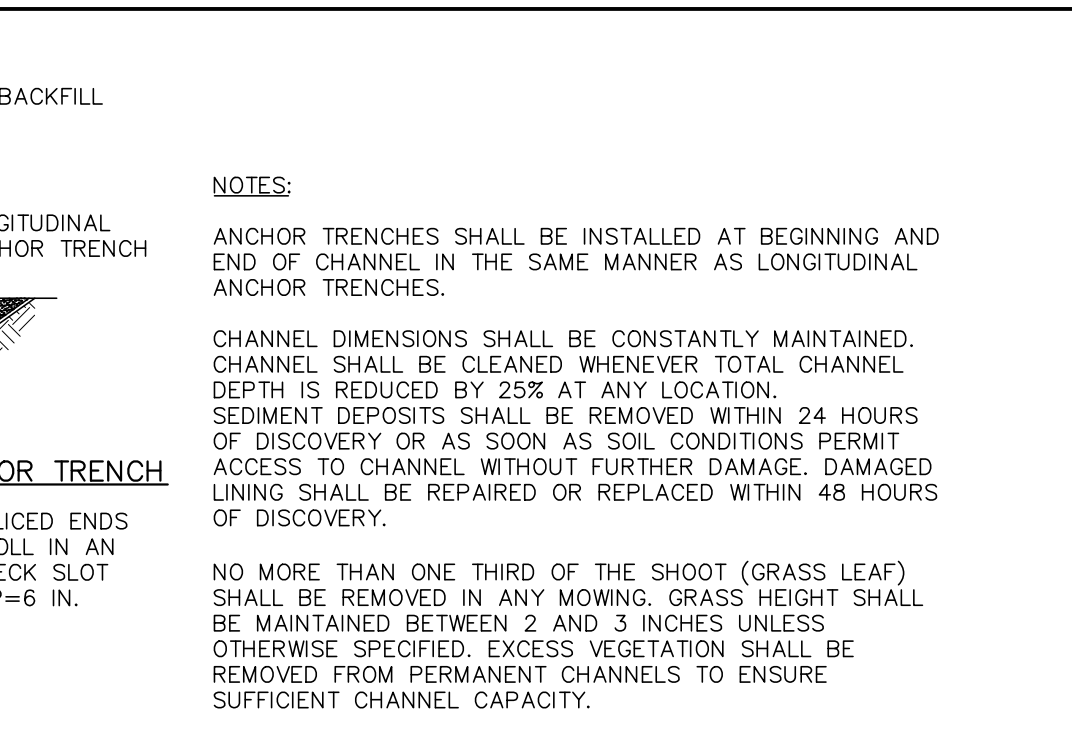 BACKFILL
NOTES:
ANCHOR TRENCHES SHALL BE INSTALLED AT BEGINNING AND
END OF CHANNEL IN THE SAME MANNER AS LONGITUDINAL
ANCHOR TRENCHES.
CHANNEL DIMENSIONS SHALL BE CONSTANTLY MAINTAINED.
CHANNEL SHALL BE CLEANED WHENEVER TOTAL CHANNEL
DEPTH IS REDUCED BY 25% AT ANY LOCATION.
SEDIMENT DEPOSITS SHALL BE REMOVED WITHIN 24 HOURS
OF DISCOVERY OR AS SOON AS SOIL CONDITIONS PERMIT
ACCESS TO CHANNEL WITHOUT FURTHER DAMAGE. DAMAGED
LINING SHALL BE REPAIRED OR REPLACED WITHIN 48 HOURS
OF DISCOVERY.
NO MORE THAN ONE THIRD OF THE SHOOT (GRASS LEAF)
SHALL BE REMOVED IN ANY MOWING. GRASS HEIGHT SHALL
BE MAINTAINED BETWEEN 2 AND 3 INCHES UNLESS
OTHERWISE SPECIFIED. EXCESS VEGETATION SHALL BE
REMOVED FROM PERMANENT CHANNELS TO ENSURE
SUFFICIENT CHANNEL CAPACITY.
GITUDINAL
HOR TRENCH
OR TRENCH
LICED ENDS
OLL IN AN
ECK SLOT
=6 IN.